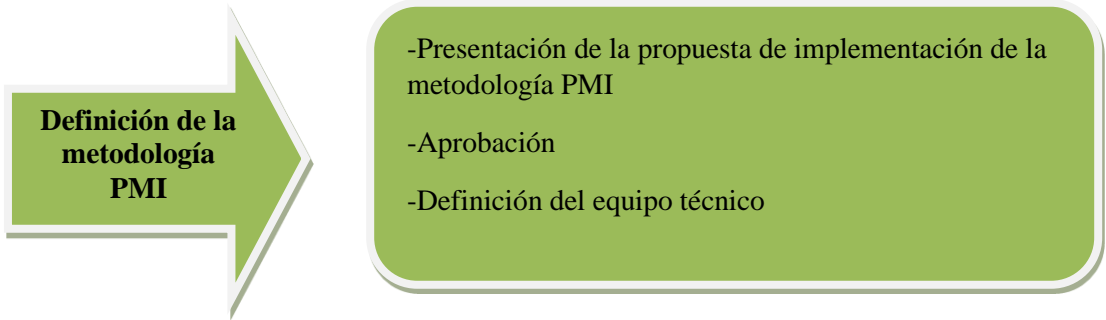 Definición de la
metodología
PMI
-Presentación de la propuesta de implementación de la
metodología PMI
-Aprobación
-Definición del equipo técnico